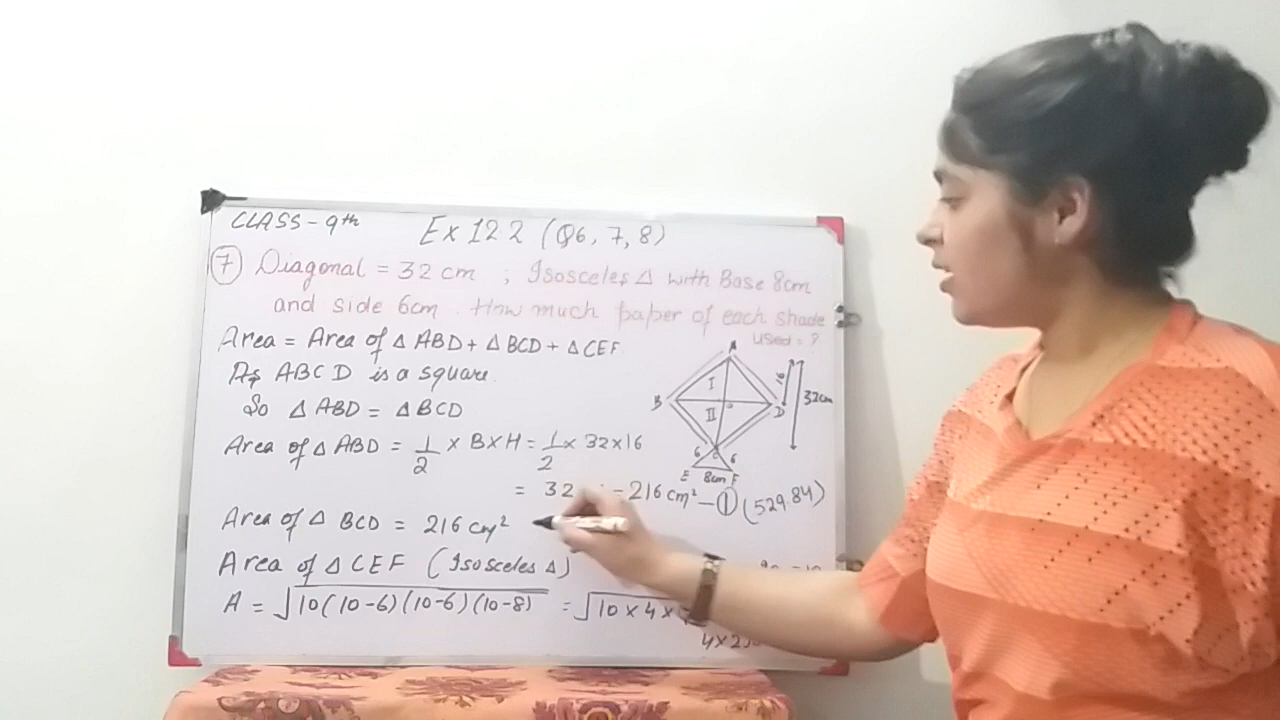 CLASS - 9th
Ex 12.2 (Q6, 7, 8)
7 Diagonal = 32 cm ; Isosceles Δ with Base 8cm
and side 6cm. How much paper of each shade
used = ?
Area = Area of Δ ABD + Δ BCD + Δ CEF
As ABCD is a square.
So Δ ABD = Δ BCD
Area of Δ ABD = 1/2 × B × H = 1/2 × 32 × 16
= 32 = 216 cm² — ① (529.84)
Area of Δ BCD = 216 cm²
Area of Δ CEF (Isosceles Δ)
A = √10(10-6)(10-6)(10-8) = √10 × 4 ×
A
I
B
II
D
16
32cm
6 C 6
E 8cm F